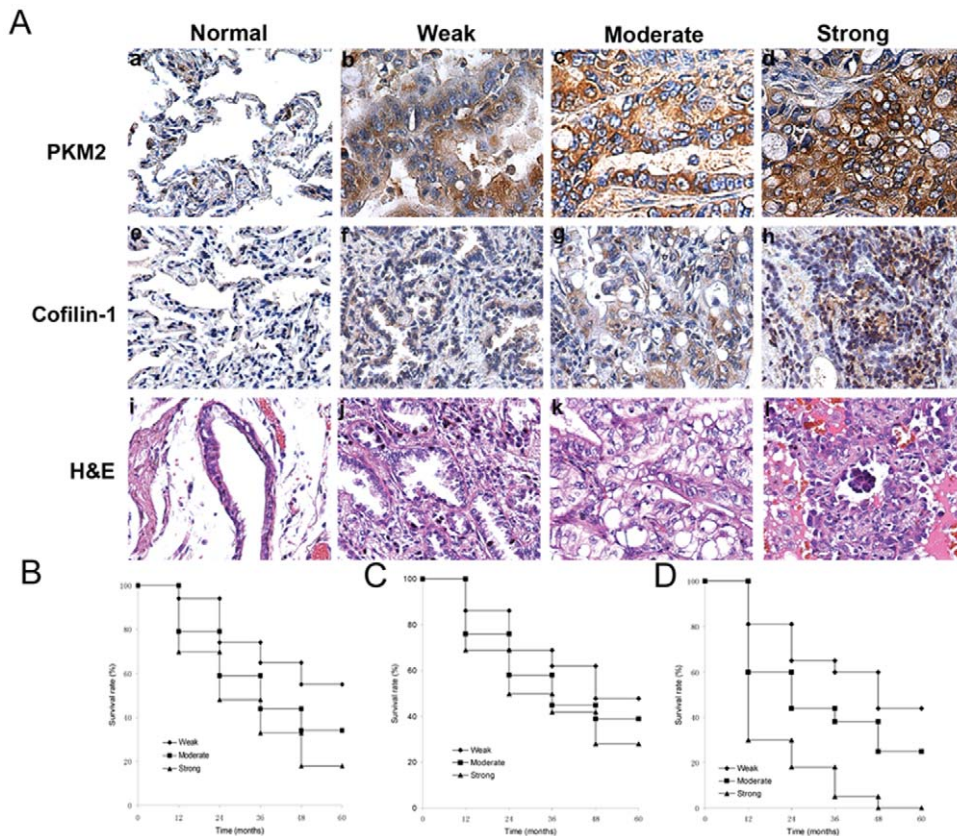 A
Normal Weak Moderate Strong
a b c d
PKM2
e f g h
Cofilin-1
i j k l
H&E
B C D
100
80
60
40
20
0
Survival rate (%)
Weak
Moderate
Strong
0 12 24 36 48 60
Time (months)
100
80
60
40
20
0
Survival rate (%)
Weak
Moderate
Strong
0 12 24 36 48 60
Time (months)
100
80
60
40
20
0
Survival rate (%)
Weak
Moderate
Strong
0 12 24 36 48 60
Time (months)